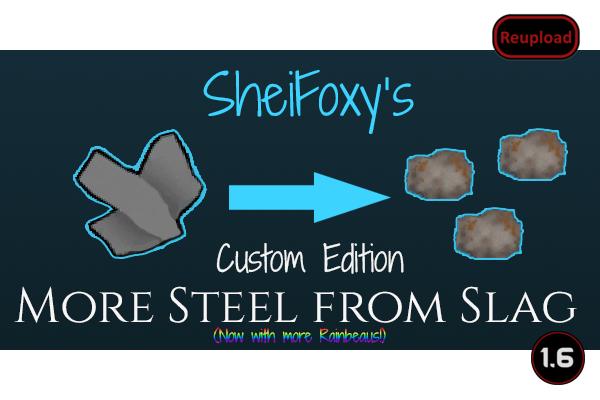 Reupload
SheiFoxy's
Custom Edition
More Steel from Slag
(Now with more Rainbeaus!)
1.6